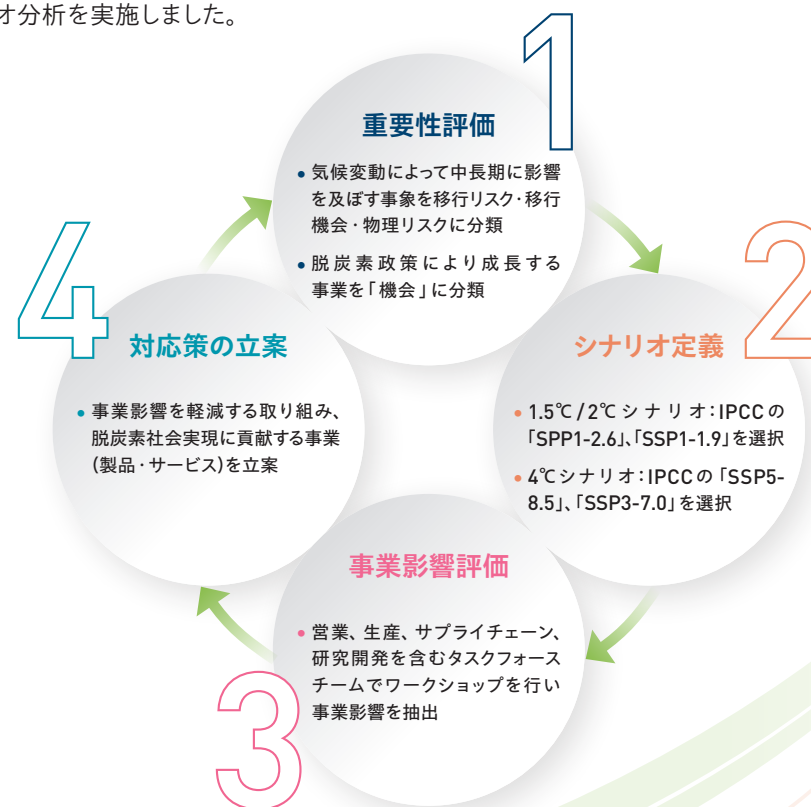 オ分析を実施しました。
1
重要性評価
• 気候変動によって中長期に影響
を及ぼす事象を移行リスク・移行
機会・物理リスクに分類
• 脱炭素政策により成長する
事業を「機会」に分類
2
シナリオ定義
• 1.5℃/2℃シナリオ:IPCCの
「SPP1-2.6」、「SSP1-1.9」を選択
• 4℃シナリオ:IPCCの「SSP5-
8.5」、「SSP3-7.0」を選択
3
事業影響評価
• 営業、生産、サプライチェーン、
研究開発を含むタスクフォース
チームでワークショップを行い
事業影響を抽出
4
対応策の立案
• 事業影響を軽減する取り組み、
脱炭素社会実現に貢献する事業
(製品・サービス)を立案